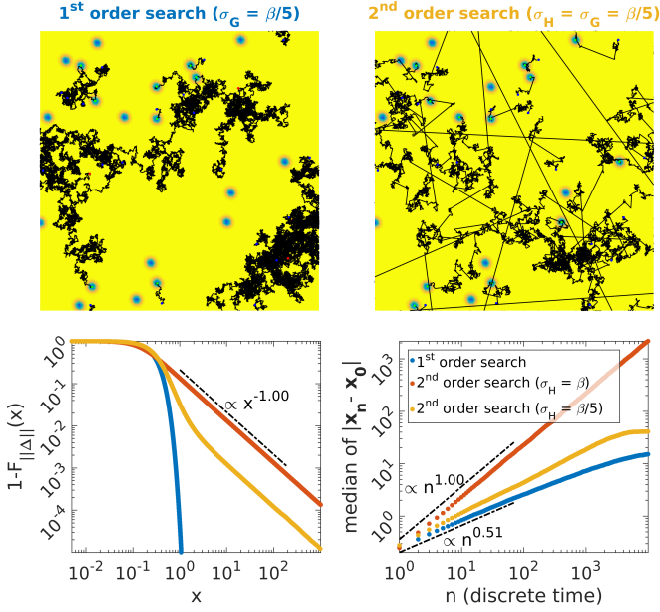 1st order search (σG = β/5)
2nd order search (σH = σG = β/5)
10^0
10^-1
10^-2
10^-3
10^-4
1-F||Δ||(x)
∝ x^-1.00
10^-2 10^-1 10^0 10^1 10^2
x
10^3
10^2
10^1
10^0
median of |xn- x0|
1st order search
2nd order search (σH = β)
2nd order search (σH = β/5)
∝ n^1.00
∝ n^0.51
10^0 10^1 10^2 10^3
n (discrete time)